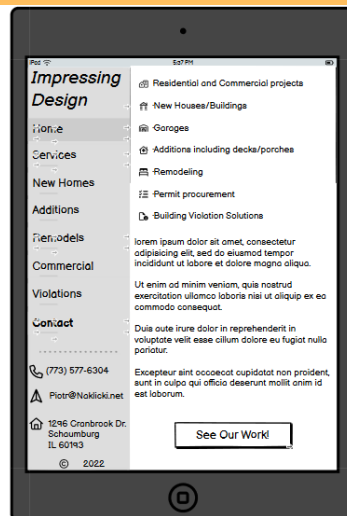 iPad
5:07 PM
Impressing
Design
Home
Services
New Homes
Additions
Remodels
Commercial
Violations
Contact
(773) 577-6304
Piotr@Naklicki.net
1296 Cranbrook Dr.
Schaumburg
IL 60193
© 2022
Residential and Commercial projects
New Houses/Buildings
Garages
Additions including decks/porches
Remodeling
Permit procurement
Building Violation Solutions
lorem ipsum dolor sit amet, consectetur
adipisicing elit, sed do eiusmod tempor
incididunt ut labore et dolore magna aliqua.
Ut enim ad minim veniam, quis nostrud
exercitation ullamco laboris nisi ut aliquip ex ea
commodo consequat.
Duis aute irure dolor in reprehenderit in
voluptate velit esse cillum dolore eu fugiat nulla
pariatur.
Excepteur sint occaecat cupidatat non proident,
sunt in culpa qui officia deserunt mollit anim id
est laborum.
See Our Work!